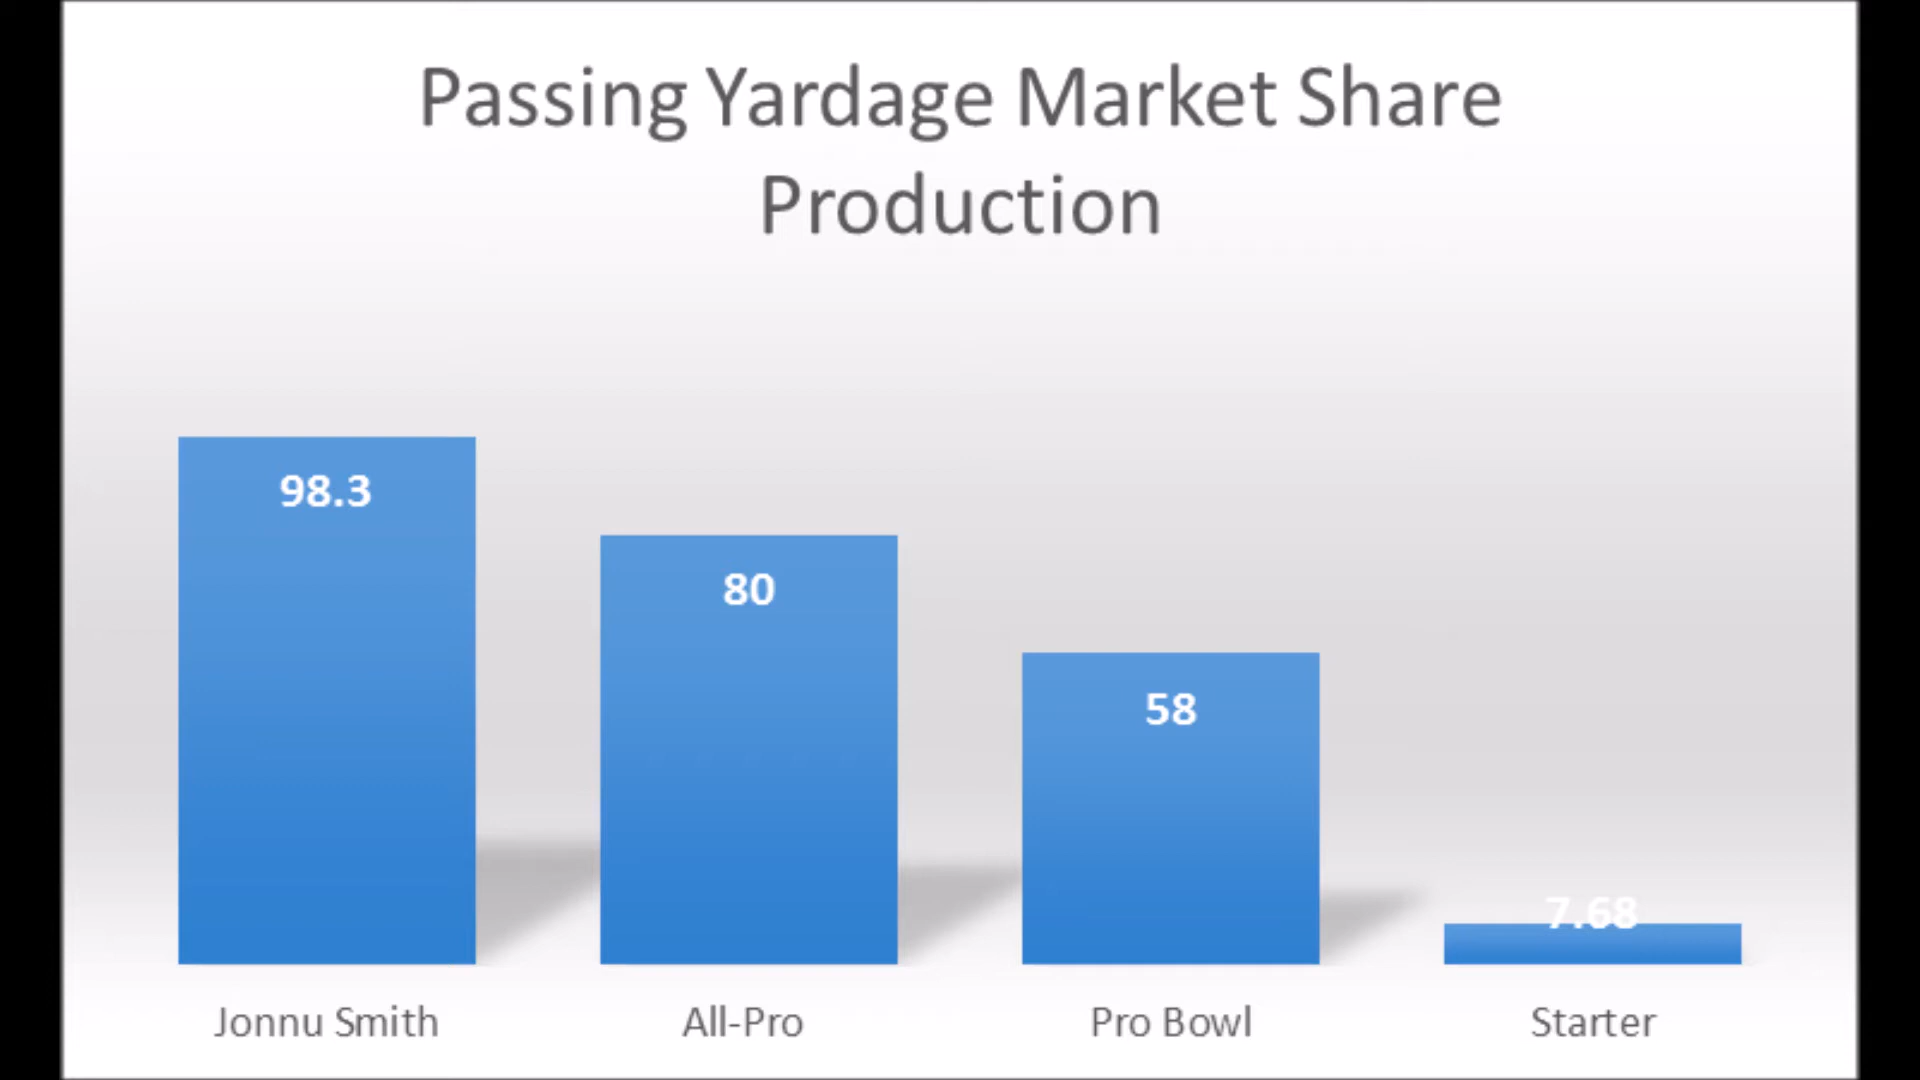 Passing Yardage Market Share
Production
98.3
80
58
7.68
Jonnu Smith
All-Pro
Pro Bowl
Starter